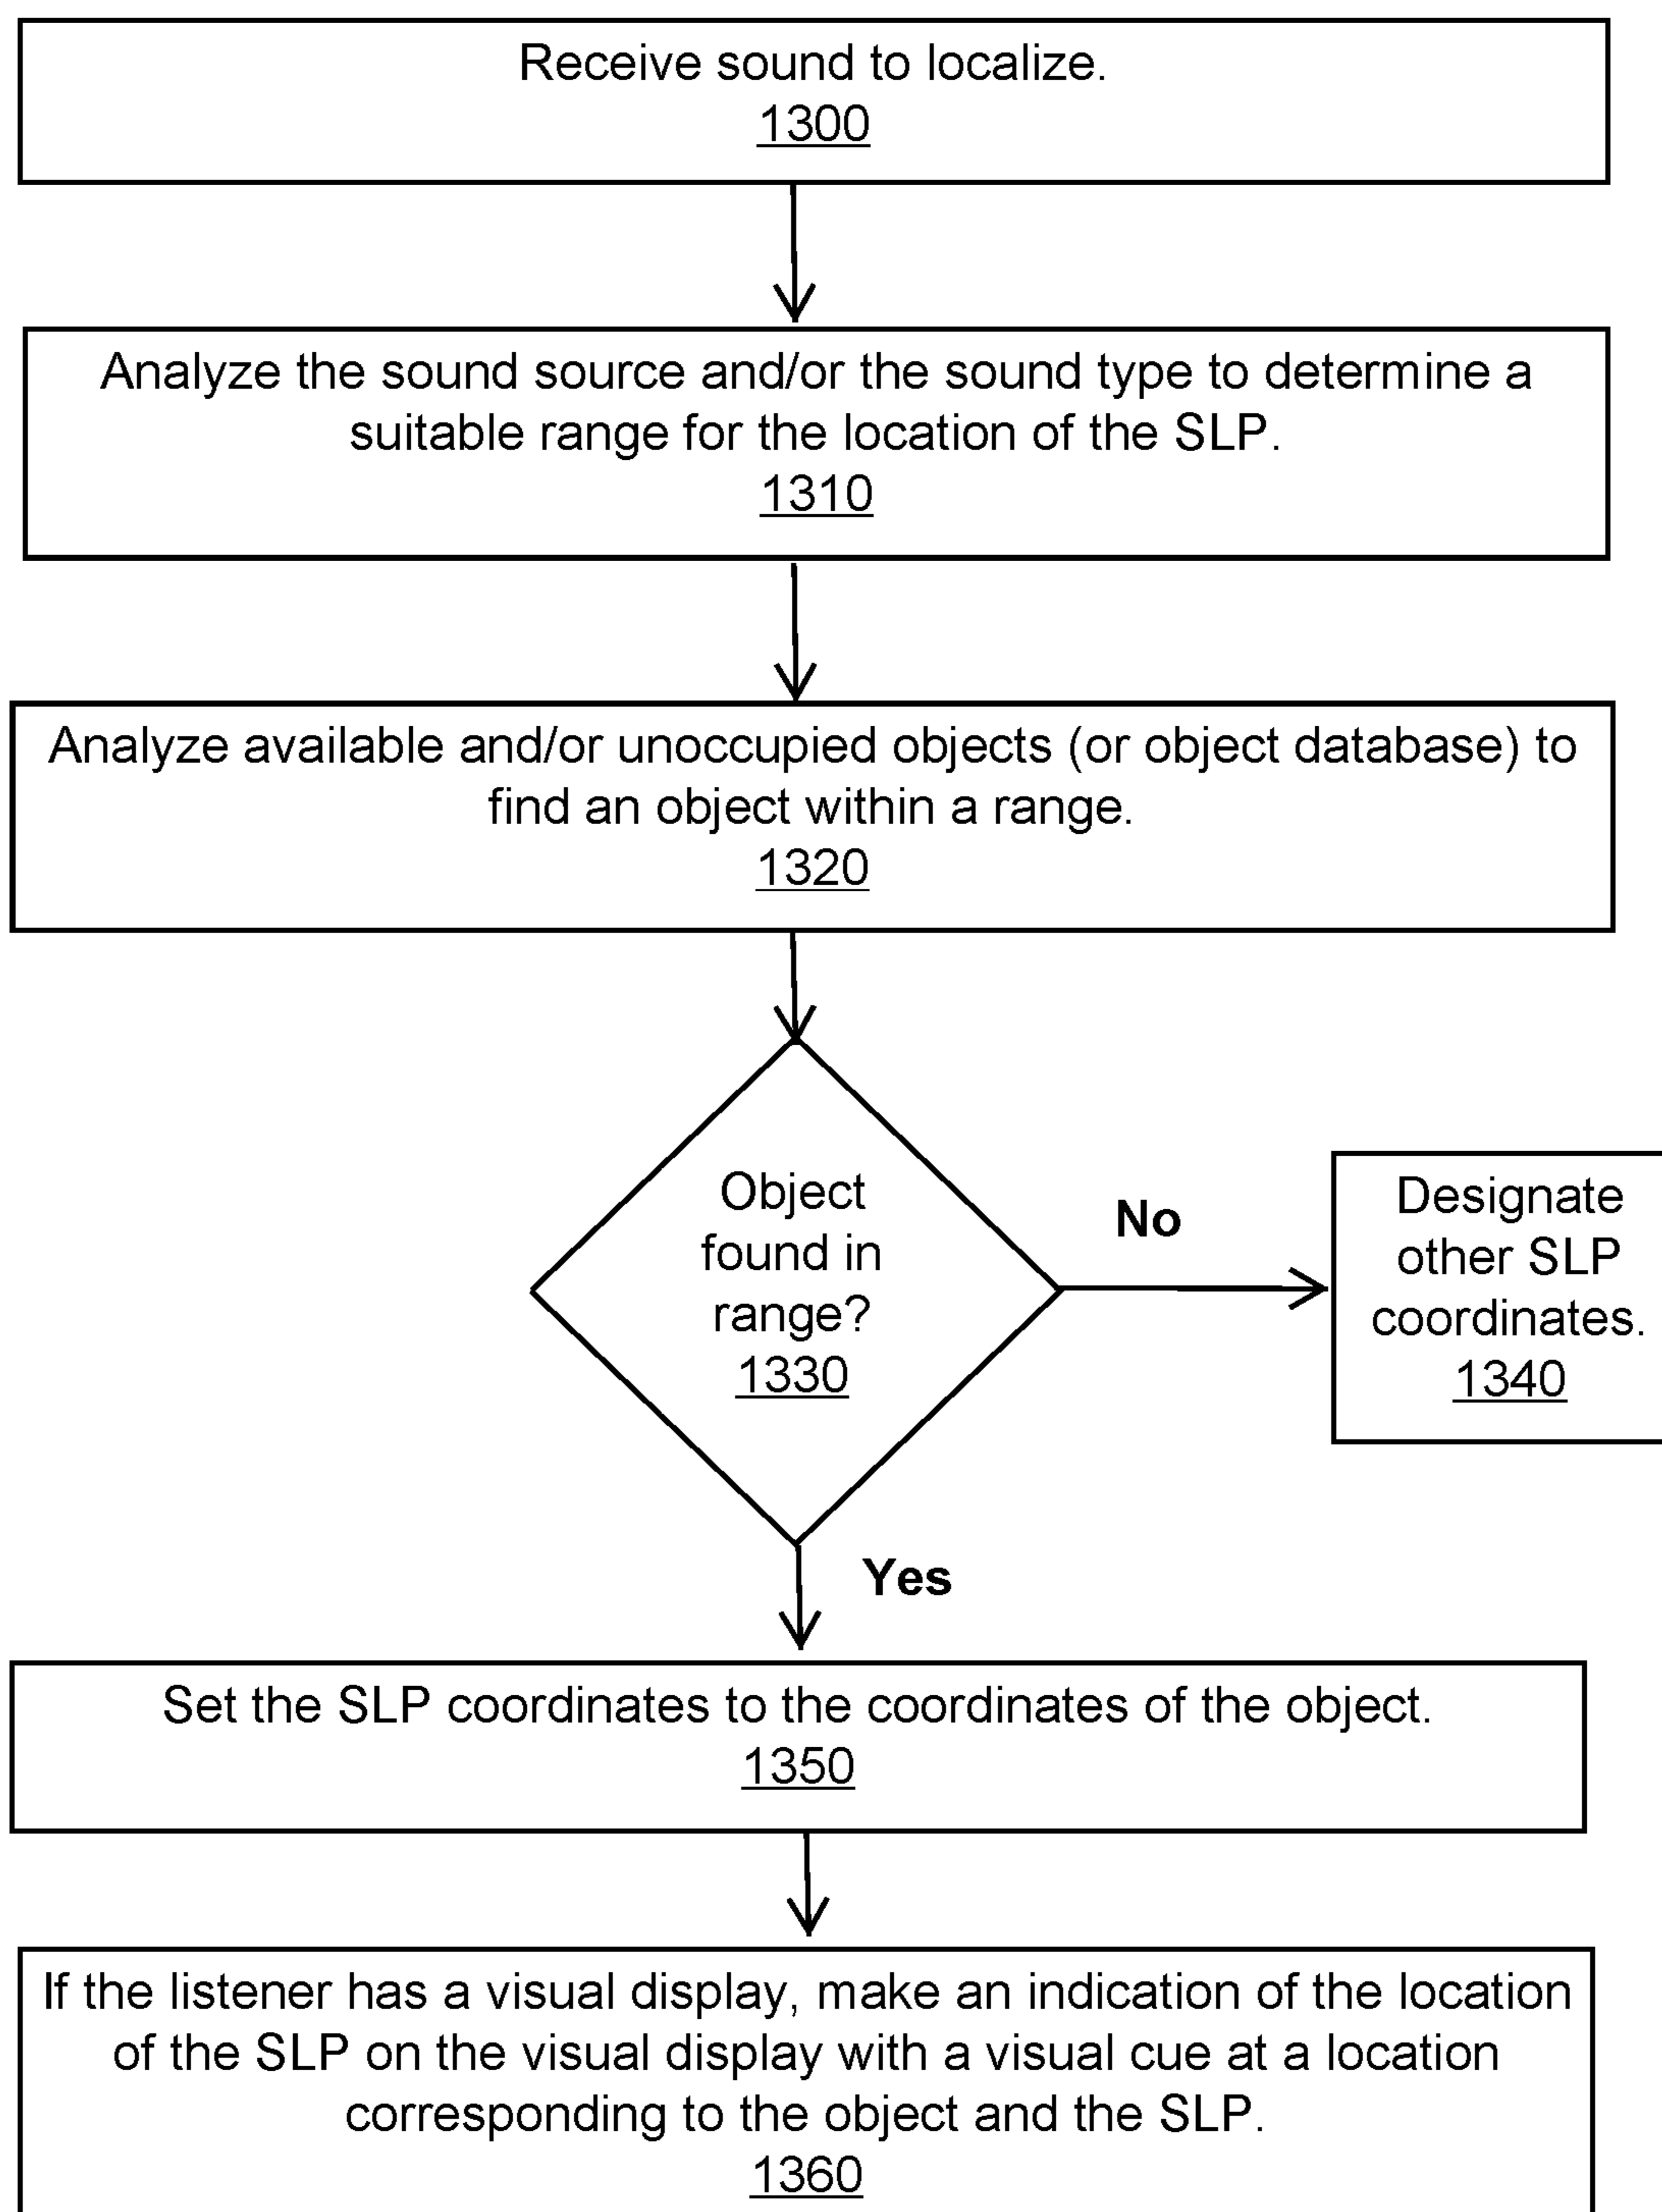 Receive sound to localize.
1300
Analyze the sound source and/or the sound type to determine a
suitable range for the location of the SLP.
1310
Analyze available and/or unoccupied objects (or object database) to
find an object within a range.
1320
Object
found in
range?
1330
No
Designate
other SLP
coordinates.
1340
Yes
Set the SLP coordinates to the coordinates of the object.
1350
If the listener has a visual display, make an indication of the location
of the SLP on the visual display with a visual cue at a location
corresponding to the object and the SLP.
1360